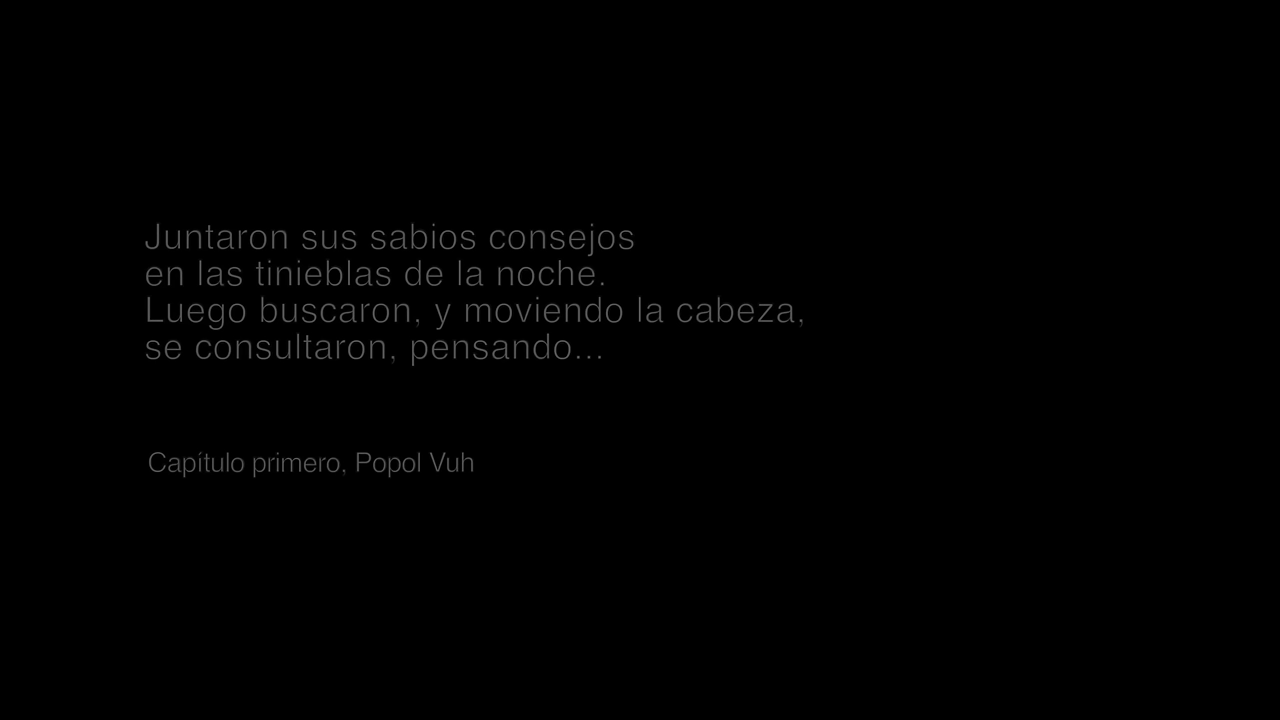 Juntaron sus sabios consejos
en las tinieblas de la noche.
Luego buscaron, y moviendo la cabeza,
se consultaron, pensando...
Capítulo primero, Popol Vuh